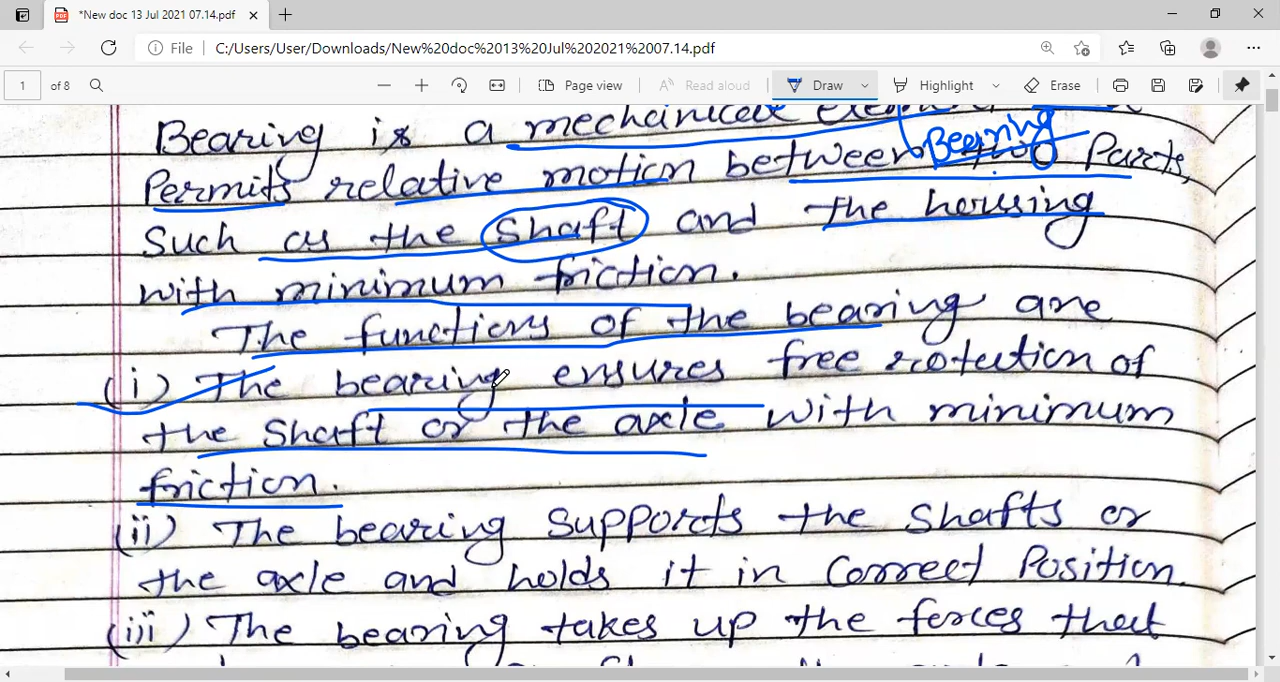 *New doc 13 Jul 2021 07.14.pdf
File C:/Users/User/Downloads/New%20doc%2013%20Jul%202021%2007.14.pdf
1 of 8 Page view Read aloud Draw Highlight Erase
Bearing is a mechanical
Bearing
Permits relative motion between two Parts,
Such as the shaft and the housing
with minimum friction.
The functions of the bearing are
(i) The bearing ensures free rotation of
the shaft or the axle with minimum
friction.
(ii) The bearing supports the shafts or
the axle and holds it in Correct Position.
(iii) The bearing takes up the forces that